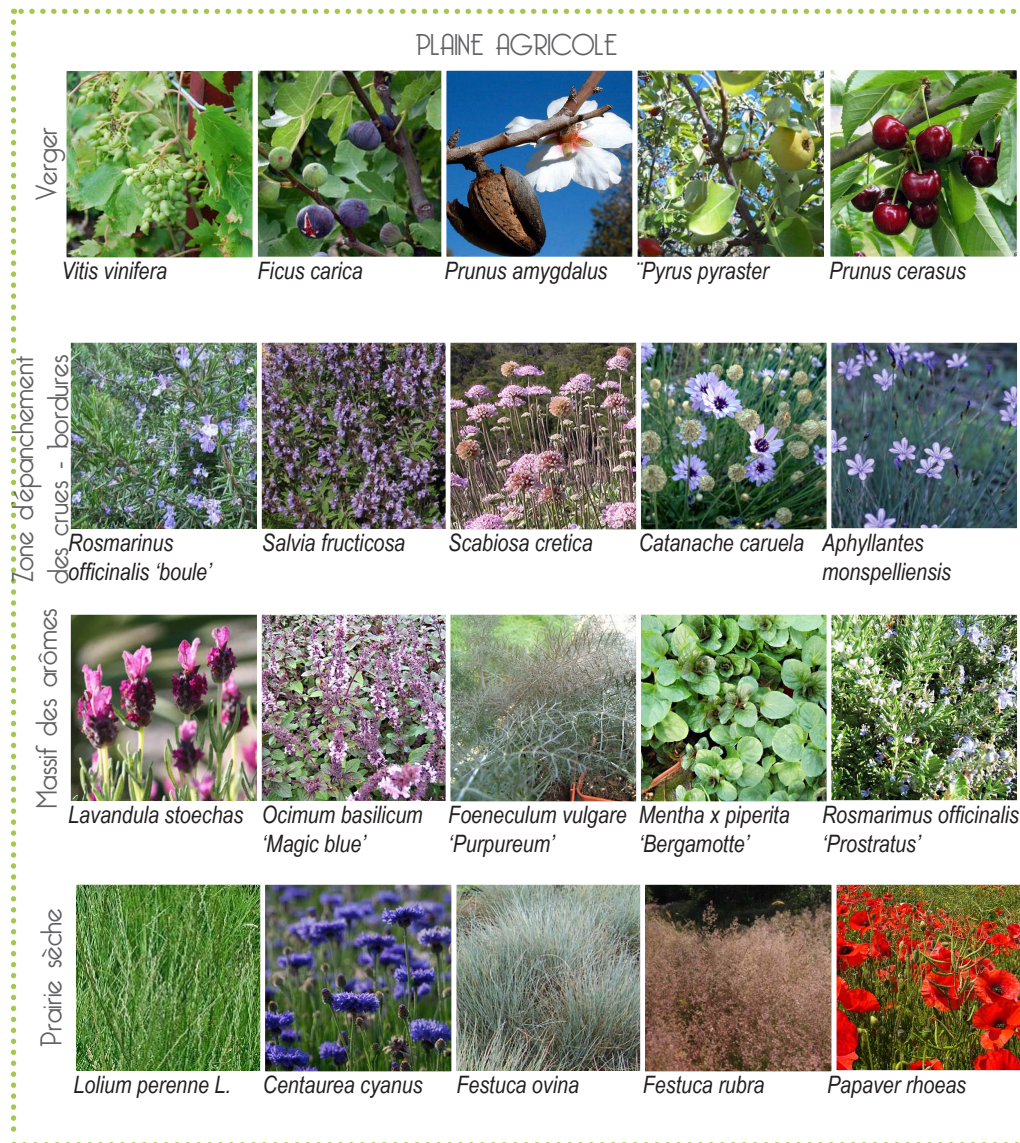 PLAINE AGRICOLE
Verger
Vitis vinifera
Ficus carica
Prunus amygdalus
¨Pyrus pyraster
Prunus cerasus
Zone dépanchement
des crues - bordures
Rosmarinus
officinalis ‘boule’
Salvia fructicosa
Scabiosa cretica
Catanache caruela
Aphyllantes
monspelliensis
Massif des arômes
Lavandula stoechas
Ocimum basilicum
‘Magic blue’
Foeneculum vulgare
‘Purpureum’
Mentha x piperita
‘Bergamotte’
Rosmarimus officinalis
‘Prostratus’
Prairie sèche
Lolium perenne L.
Centaurea cyanus
Festuca ovina
Festuca rubra
Papaver rhoeas